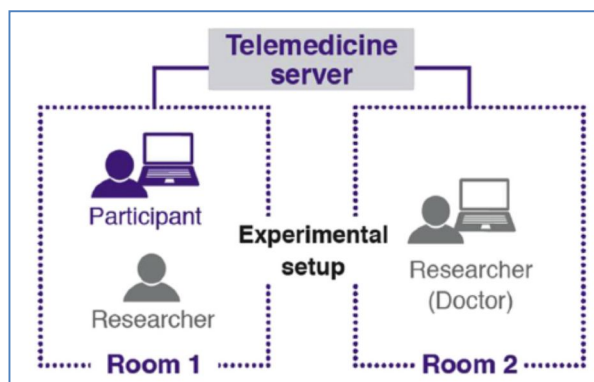 Telemedicine
server
Participant
Researcher
Room 1
Experimental
setup
Researcher
(Doctor)
Room 2